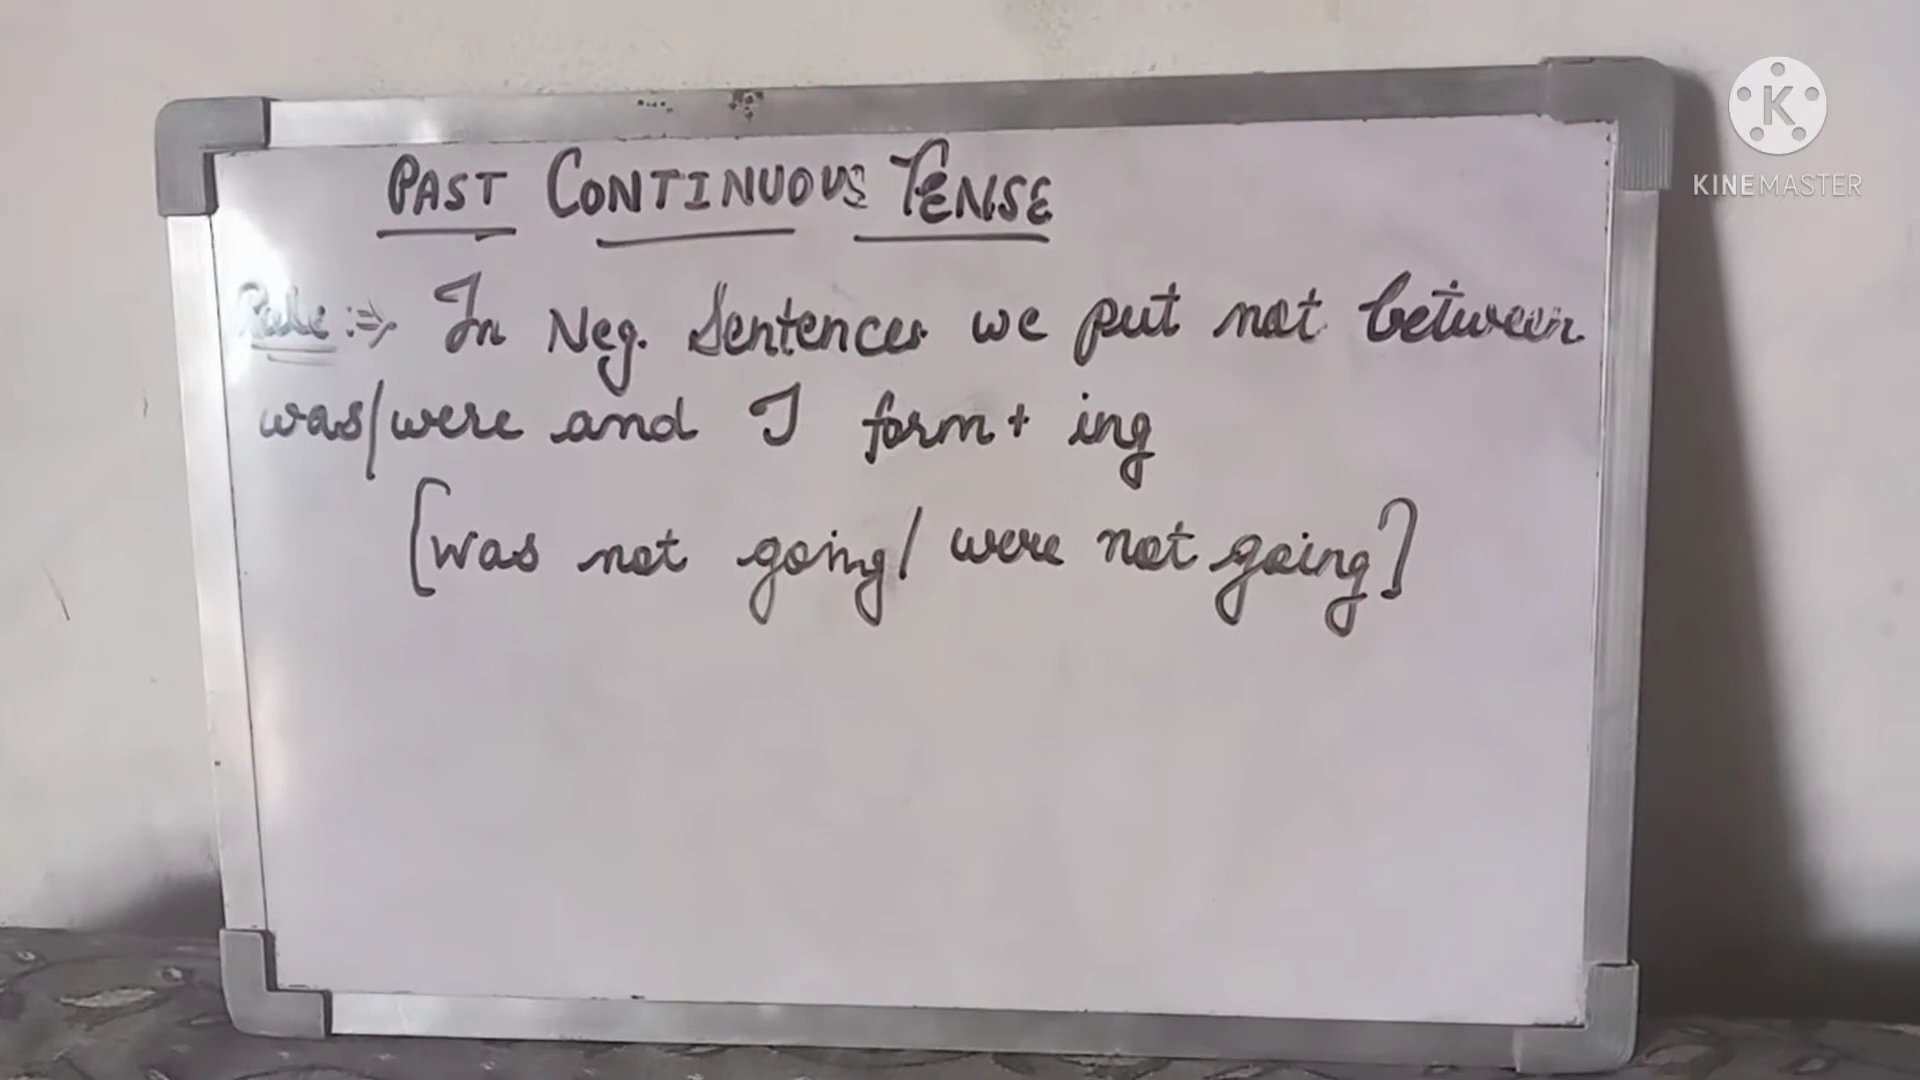 PAST CONTINUOUS TENSE
Rule :⇒ In Neg. Sentences we put not between
was/were and I form + ing
[was not going/ were not going]
K
KINEMASTER